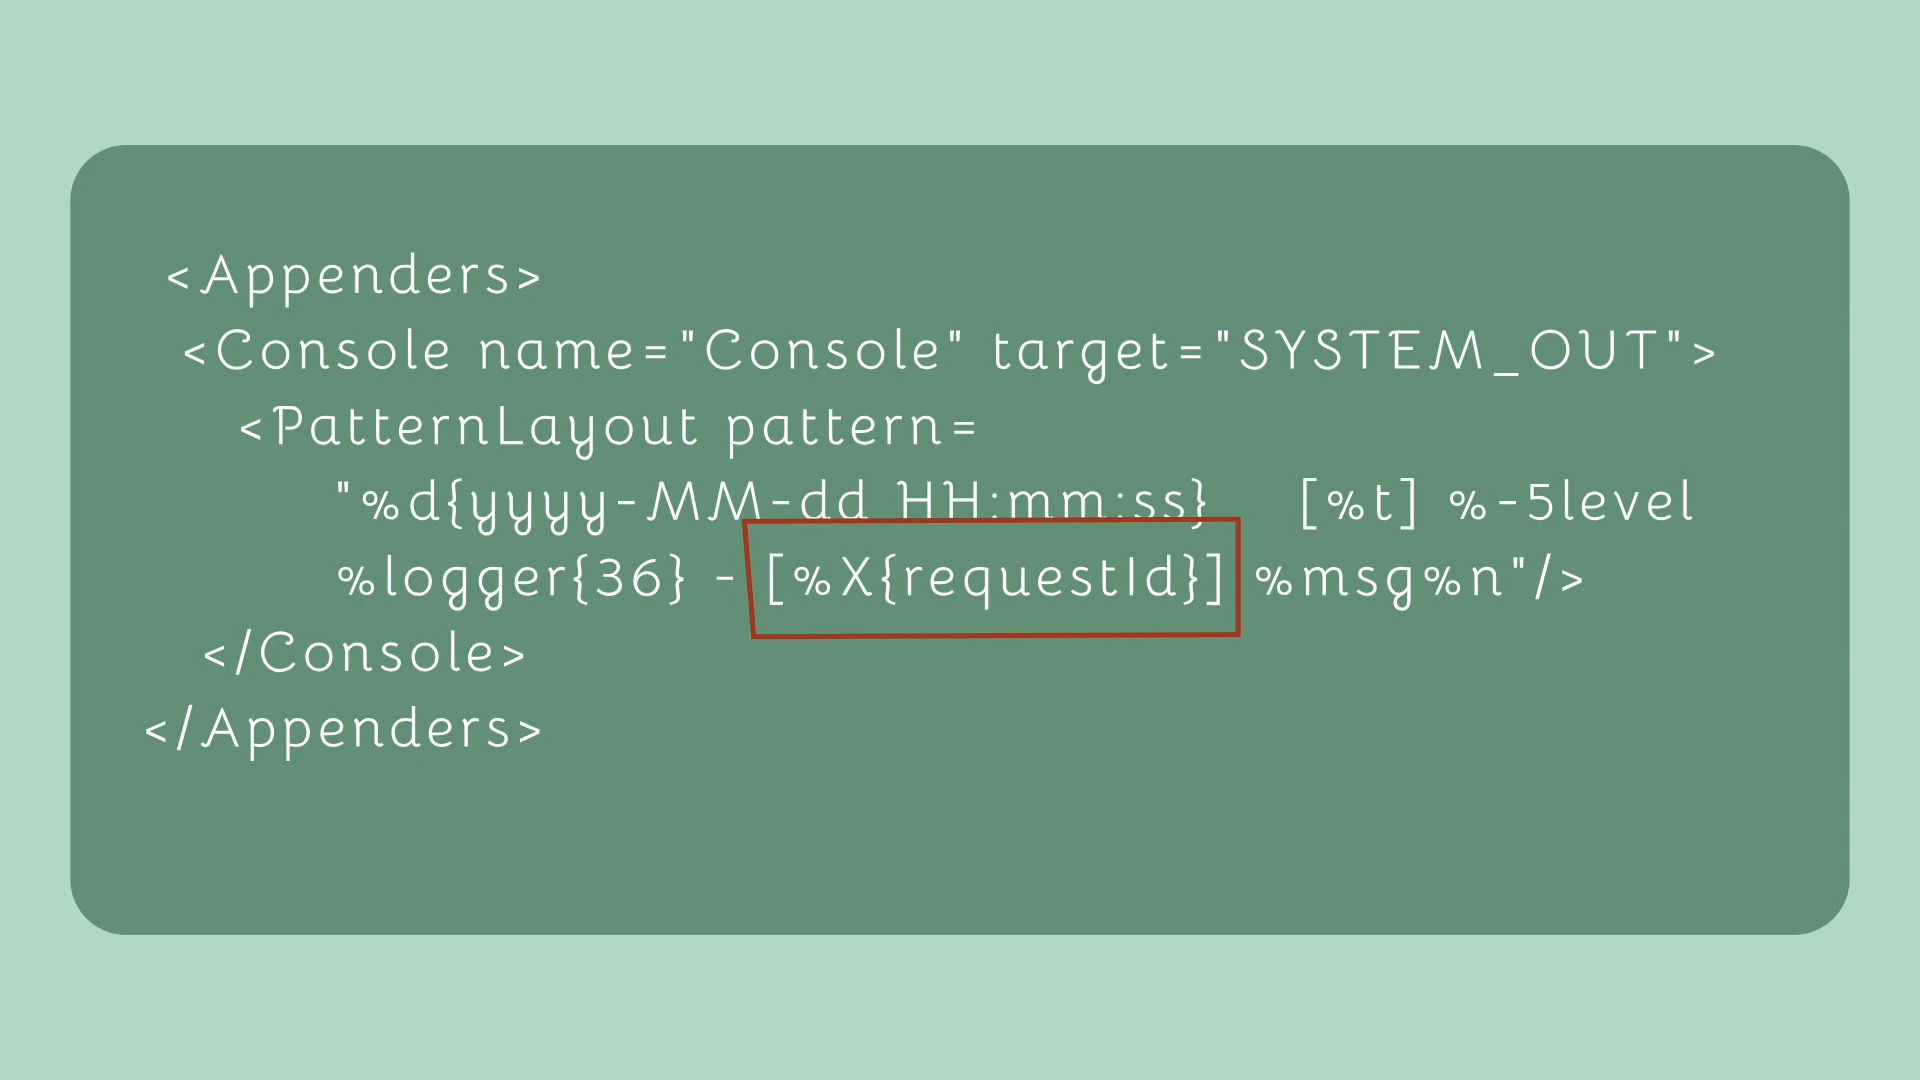 <Appenders>
<Console name="Console" target="SYSTEM_OUT">
<PatternLayout pattern=
"%d{yyyy-MM-dd HH:mm:ss} [%t] %-5level
%logger{36} - [%X{requestId}] %msg%n"/>
</Console>
</Appenders>